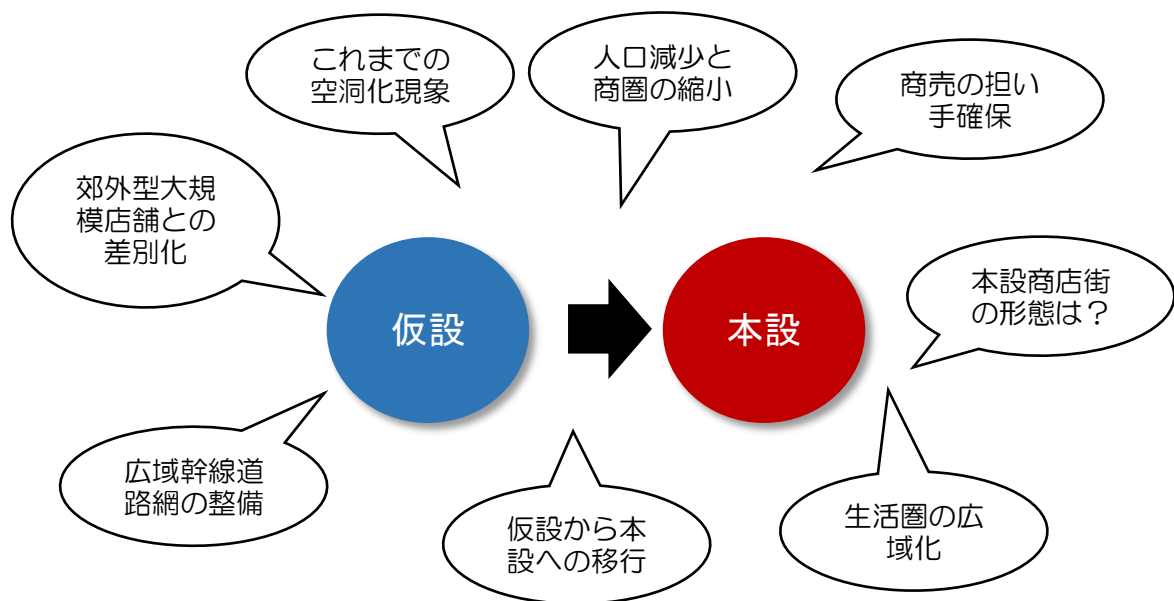 これまでの
空洞化現象
人口減少と
商圏の縮小
商売の担い
手確保
郊外型大規
模店舗との
差別化
仮設
本設
本設商店街
の形態は？
広域幹線道
路網の整備
仮設から本
設への移行
生活圏の広
域化